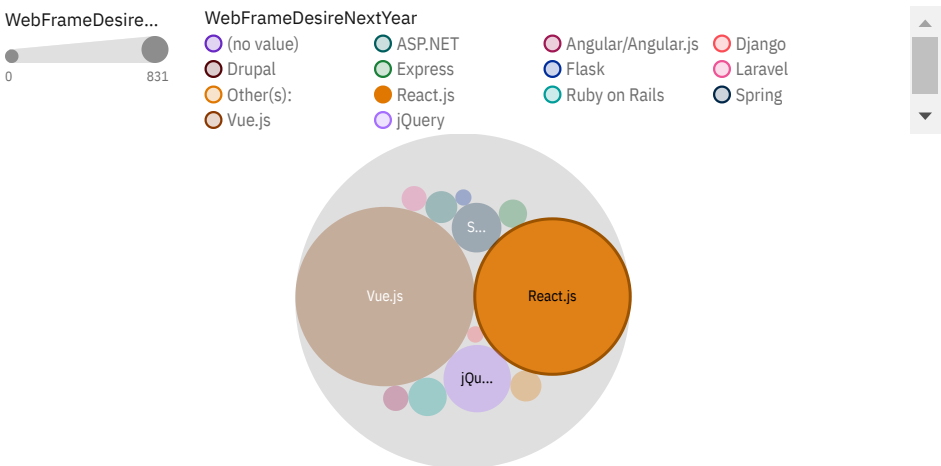 WebFrameDesire...
0 831
WebFrameDesireNextYear
(no value) ASP.NET Angular/Angular.js Django
Drupal Express Flask Laravel
Other(s): React.js Ruby on Rails Spring
Vue.js jQuery
S...
Vue.js React.js
jQu...